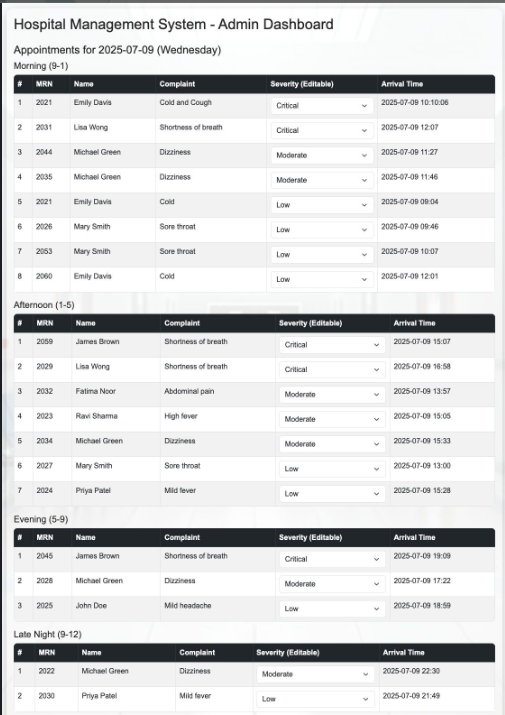 Hospital Management System - Admin Dashboard
Appointments for 2025-07-09 (Wednesday)
Morning (9-1)
# MRN Name Complaint Severity (Editable) Arrival Time
1 2021 Emily Davis Cold and Cough Critical 2025-07-09 10:10:06
2 2031 Lisa Wong Shortness of breath Critical 2025-07-09 12:07
3 2044 Michael Green Dizziness Moderate 2025-07-09 11:27
4 2035 Michael Green Dizziness Moderate 2025-07-09 11:46
5 2021 Emily Davis Cold Low 2025-07-09 09:04
6 2026 Mary Smith Sore throat Low 2025-07-09 09:46
7 2053 Mary Smith Sore throat Low 2025-07-09 10:07
8 2060 Emily Davis Cold Low 2025-07-09 12:01
Afternoon (1-5)
# MRN Name Complaint Severity (Editable) Arrival Time
1 2059 James Brown Shortness of breath Critical 2025-07-09 15:07
2 2029 Lisa Wong Shortness of breath Critical 2025-07-09 16:58
3 2032 Fatima Noor Abdominal pain Moderate 2025-07-09 13:57
4 2023 Ravi Sharma High fever Moderate 2025-07-09 15:05
5 2034 Michael Green Dizziness Moderate 2025-07-09 15:33
6 2027 Mary Smith Sore throat Low 2025-07-09 13:00
7 2024 Priya Patel Mild fever Low 2025-07-09 15:28
Evening (5-9)
# MRN Name Complaint Severity (Editable) Arrival Time
1 2045 James Brown Shortness of breath Critical 2025-07-09 19:09
2 2028 Michael Green Dizziness Moderate 2025-07-09 17:22
3 2025 John Doe Mild headache Low 2025-07-09 18:59
Late Night (9-12)
# MRN Name Complaint Severity (Editable) Arrival Time
1 2022 Michael Green Dizziness Moderate 2025-07-09 22:30
2 2030 Priya Patel Mild fever Low 2025-07-09 21:49